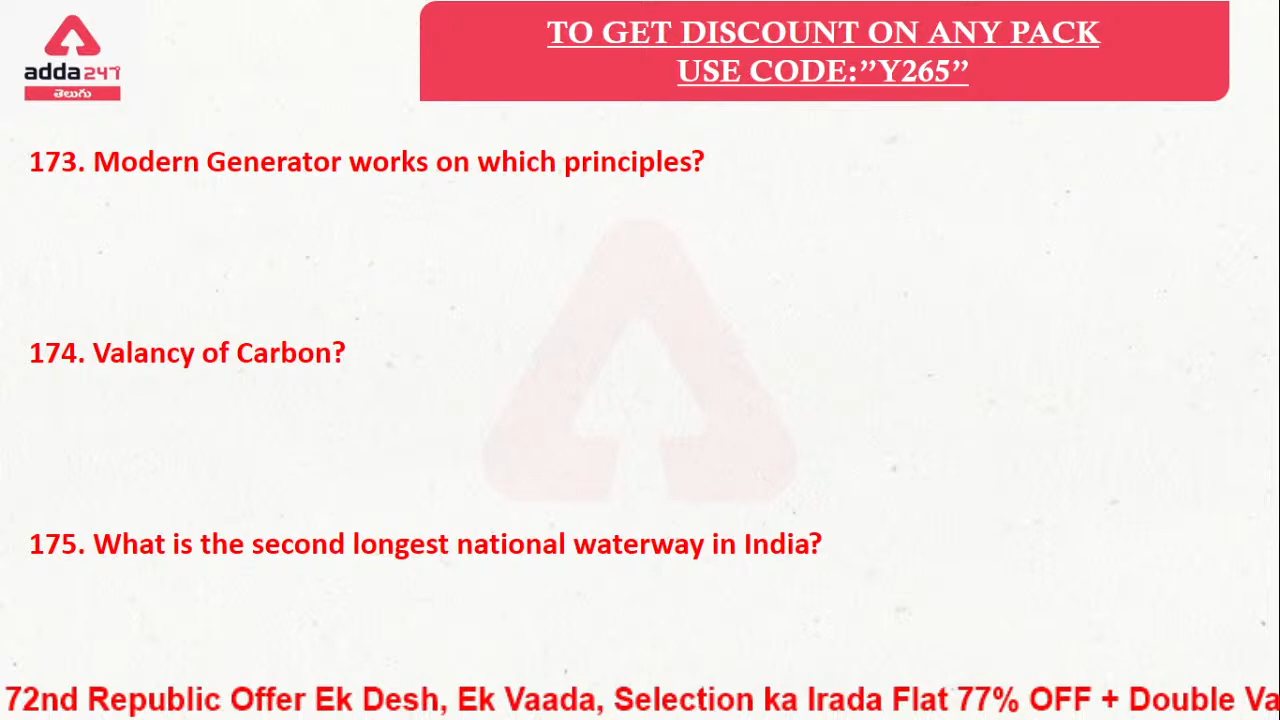 adda247
తెలుగు
TO GET DISCOUNT ON ANY PACK
USE CODE:”Y265”
173. Modern Generator works on which principles?
174. Valancy of Carbon?
175. What is the second longest national waterway in India?
72nd Republic Offer Ek Desh, Ek Vaada, Selection ka Irada Flat 77% OFF + Double Va